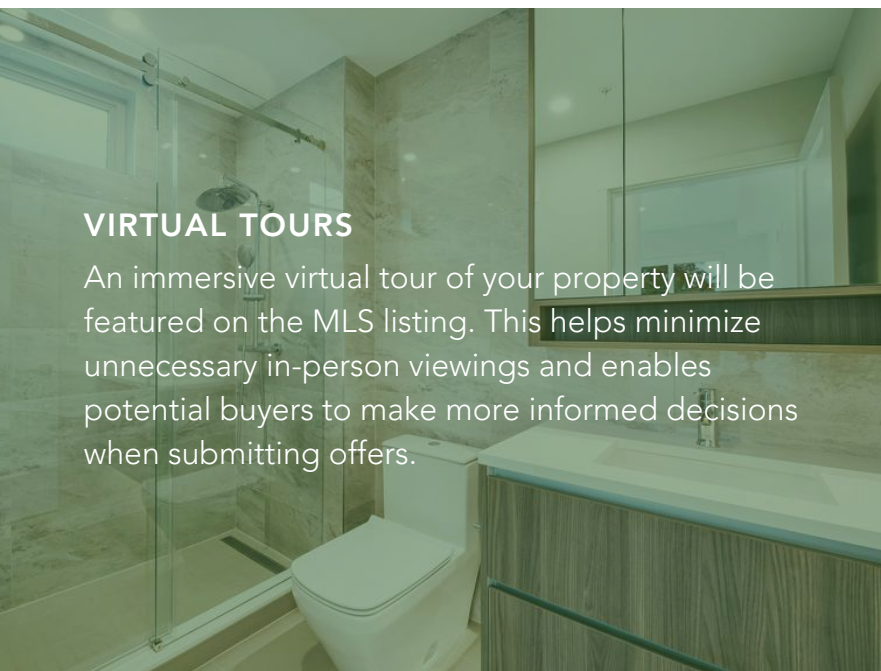 VIRTUAL TOURS
An immersive virtual tour of your property will be
featured on the MLS listing. This helps minimize
unnecessary in-person viewings and enables
potential buyers to make more informed decisions
when submitting offers.